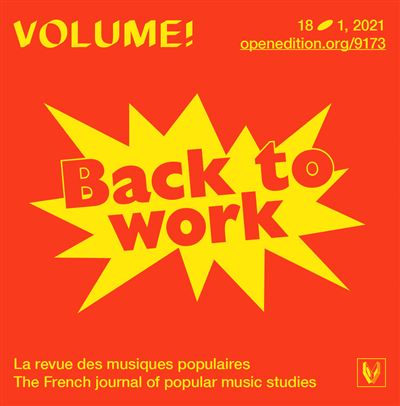 VOLUME!
18 1, 2021
openedition.org/9173
Back to
work
La revue des musiques populaires
The French journal of popular music studies